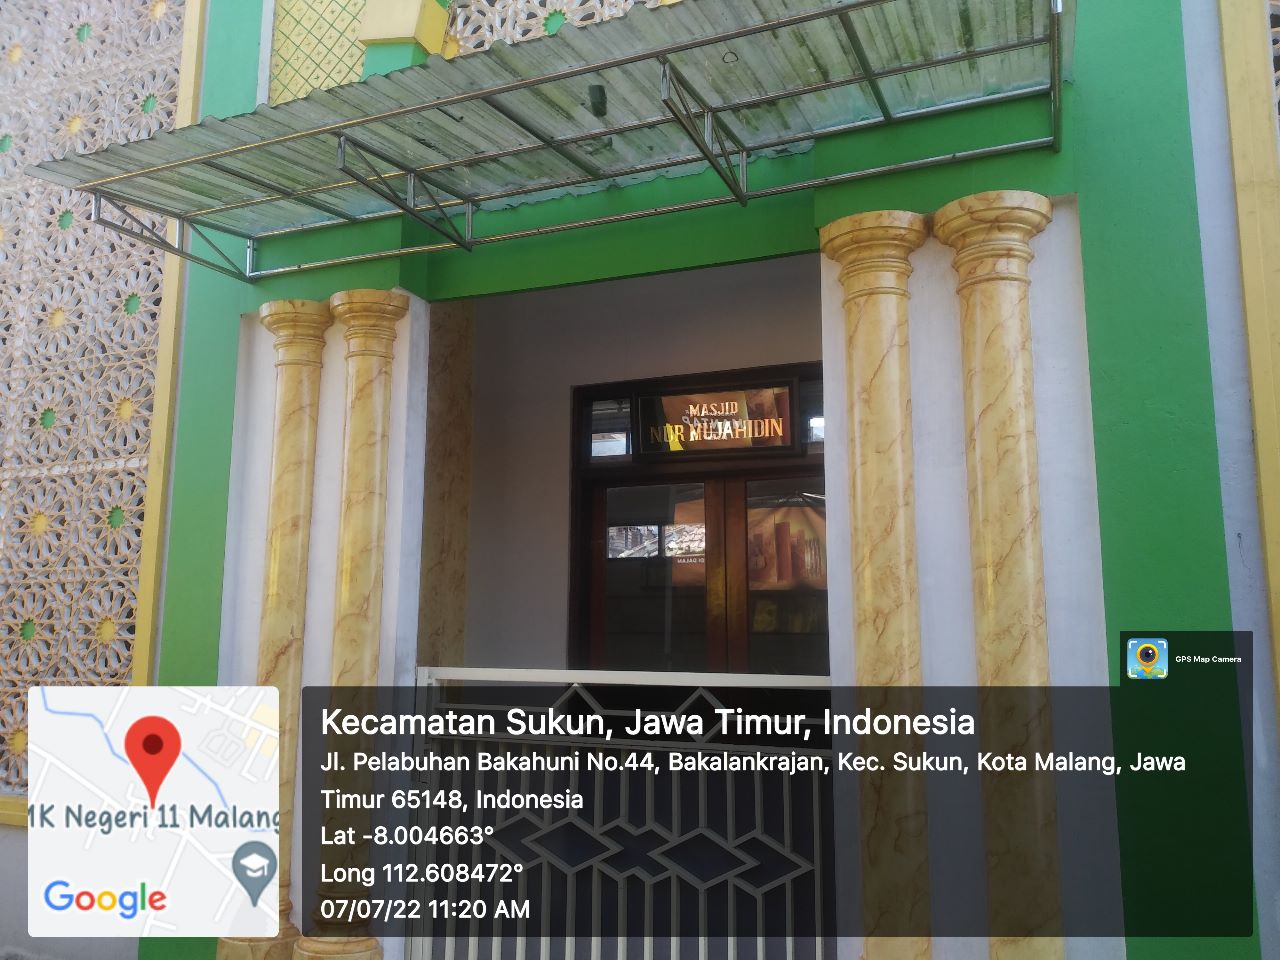 MASJID
NUR MUJAHIDIN
GPS Map Camera
Kecamatan Sukun, Jawa Timur, Indonesia
Jl. Pelabuhan Bakahuni No.44, Bakalankrajan, Kec. Sukun, Kota Malang, Jawa
Timur 65148, Indonesia
Lat -8.004663°
Long 112.608472°
07/07/22 11:20 AM
1K Negeri 11 Malang
Google